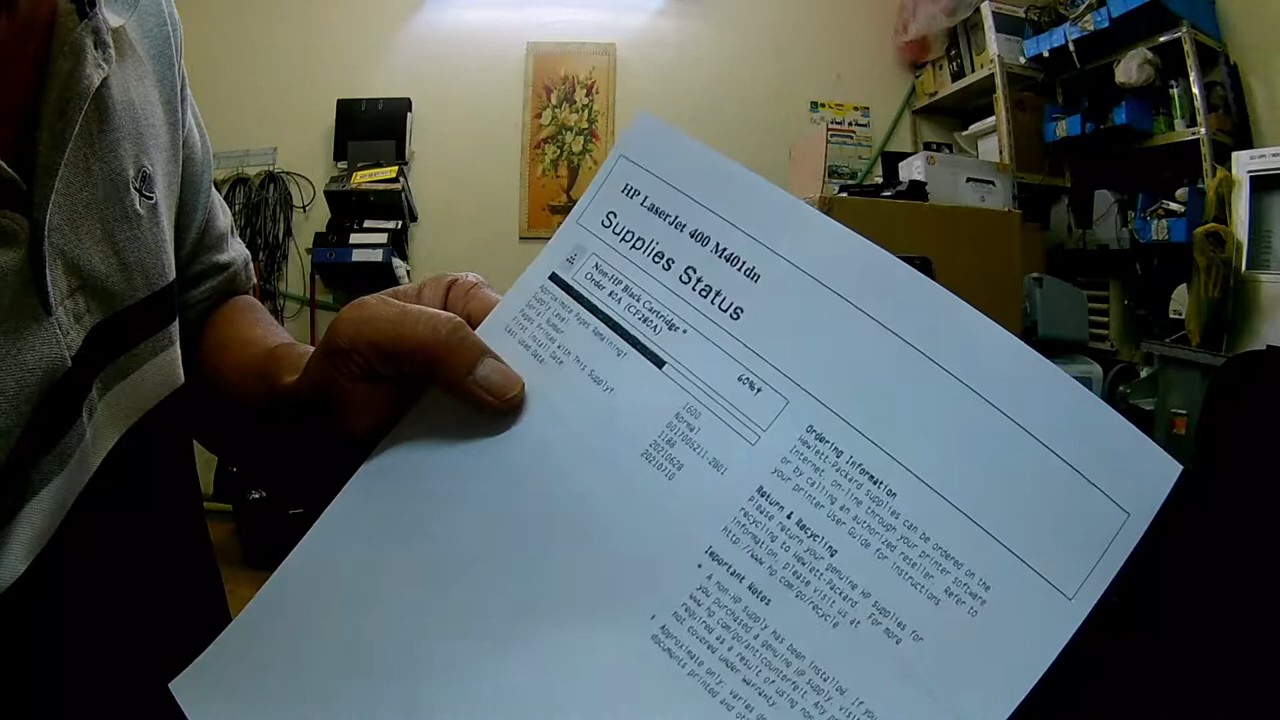 HP LaserJet 400 M401dn
Supplies Status
Non-HP Black Cartridge*
Order 80A (CF280A)
60%†
Approximate Pages Remaining†:
Supply Level:
Serial Number:
Pages Printed With This Supply:
First Install Date:
Last Used Date:
1600
Normal
0017005211-2001
1188
20210628
20210710
Ordering Information
Hewlett-Packard supplies can be ordered on the
Internet, on-line through your printer software
or by calling an authorized reseller. Refer to
your printer User Guide for instructions
Return & Recycling
Please return your genuine HP supplies for
recycling to Hewlett-Packard. For more
information, please visit us at
http://www.hp.com/go/recycle
Important Notes
* A non-HP supply has been installed. If you
you purchased a genuine HP supply, visit
www.hp.com/go/anticounterfeit. Any
required as a result of using non
not covered under warranty.
† Approximate only, varies
documents printed and